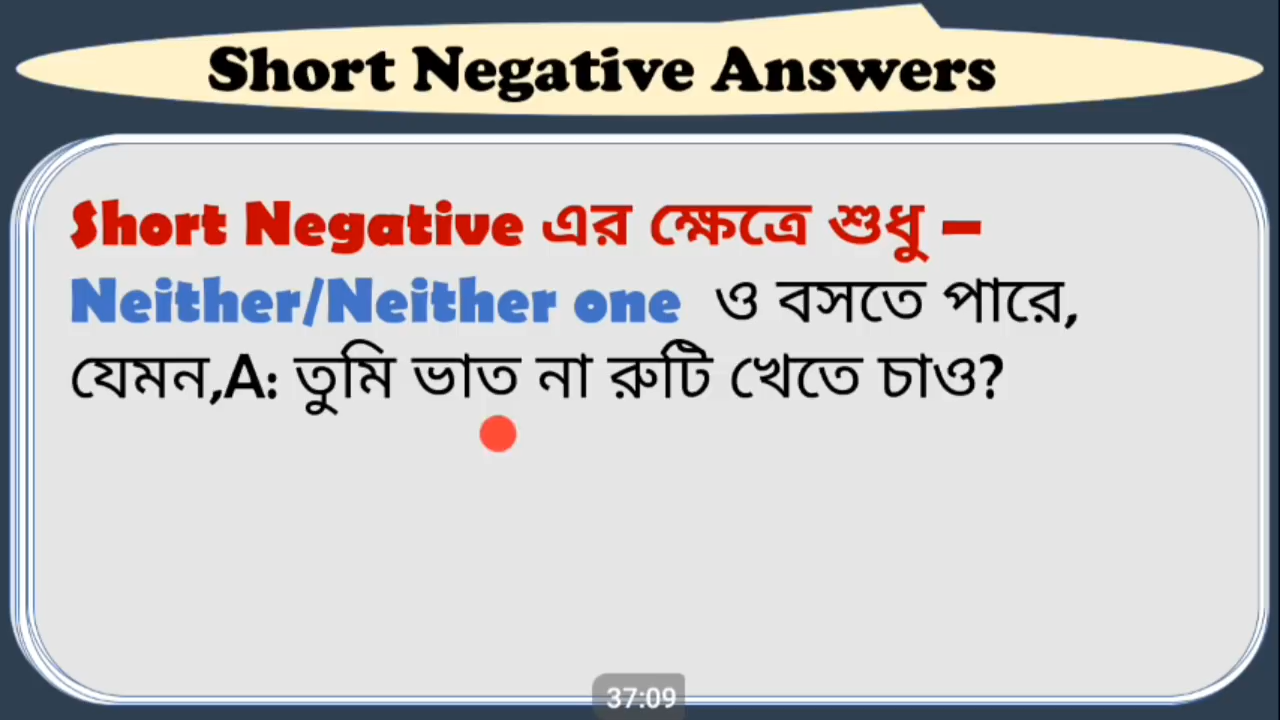 Short Negative Answers
Short Negative এর ক্ষেত্রে শুধু –
Neither/Neither one ও বসতে পারে,
যেমন,A: তুমি ভাত না রুটি খেতে চাও?
37:09